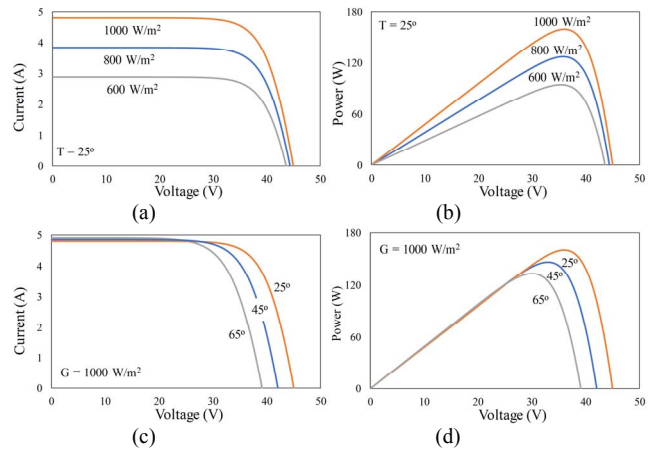 5
4
3
2
1
0
Current (A)
1000 W/m²
800 W/m²
600 W/m²
T − 25º
0 10 20 30 40 50
Voltage (V)
(a)
180
120
60
0
Power (W)
T = 25º
1000 W/m²
800 W/m²
600 W/m²
0 10 20 30 40 50
Voltage (V)
(b)
5
4
3
2
1
0
Current (A)
25º
45º
65º
G − 1000 W/m²
0 10 20 30 40 50
Voltage (V)
(c)
180
120
60
0
Power (W)
G = 1000 W/m²
25º
45º
65º
0 10 20 30 40 50
Voltage (V)
(d)